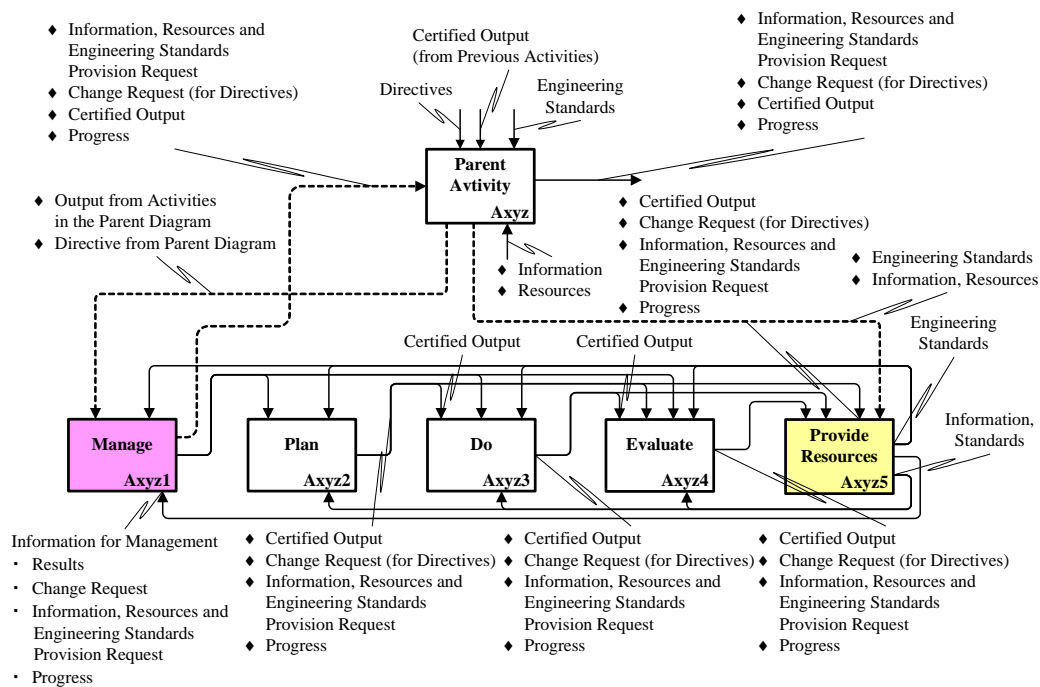 ♦ Information, Resources and
Engineering Standards
Provision Request
♦ Change Request (for Directives)
♦ Certified Output
♦ Progress
Certified Output
(from Previous Activities)
Directives
Engineering
Standards
♦ Information, Resources and
Engineering Standards
Provision Request
♦ Change Request (for Directives)
♦ Certified Output
♦ Progress
Parent
Avtivity
Axyz
♦ Output from Activities
in the Parent Diagram
♦ Directive from Parent Diagram
♦ Information
♦ Resources
♦ Certified Output
♦ Change Request (for Directives)
♦ Information, Resources and
Engineering Standards
Provision Request
♦ Progress
♦ Engineering Standards
♦ Information, Resources
Engineering
Standards
Certified Output
Certified Output
Information,
Standards
Manage
Axyz1
Plan
Axyz2
Do
Axyz3
Evaluate
Axyz4
Provide
Resources
Axyz5
Information for Management
· Results
· Change Request
· Information, Resources and
Engineering Standards
Provision Request
· Progress
♦ Certified Output
♦ Change Request (for Directives)
♦ Information, Resources and
Engineering Standards
Provision Request
♦ Progress
♦ Certified Output
♦ Change Request (for Directives)
♦ Information, Resources and
Engineering Standards
Provision Request
♦ Progress
♦ Certified Output
♦ Change Request (for Directives)
♦ Information, Resources and
Engineering Standards
Provision Request
♦ Progress